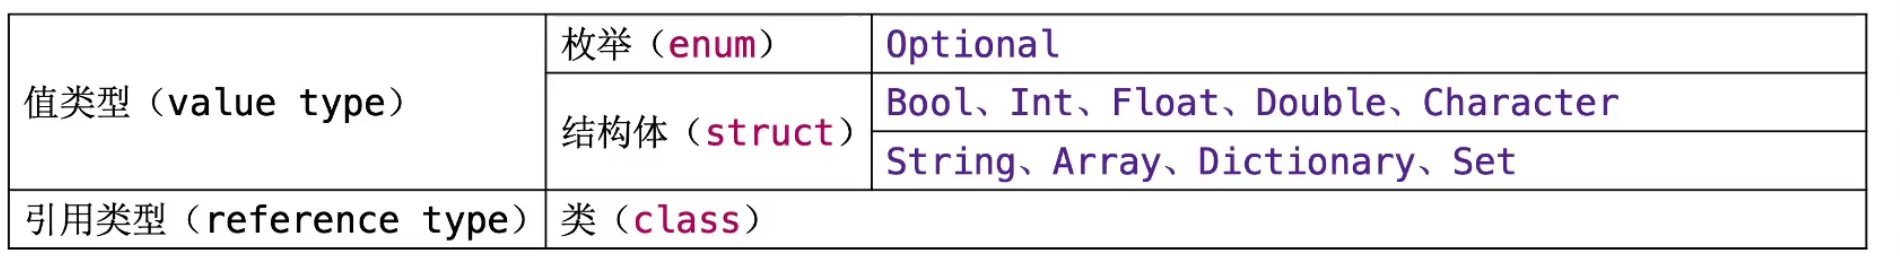 枚举（enum）
Optional
值类型（value type）
结构体（struct）
Bool、Int、Float、Double、Character
String、Array、Dictionary、Set
引用类型（reference type）
类（class）